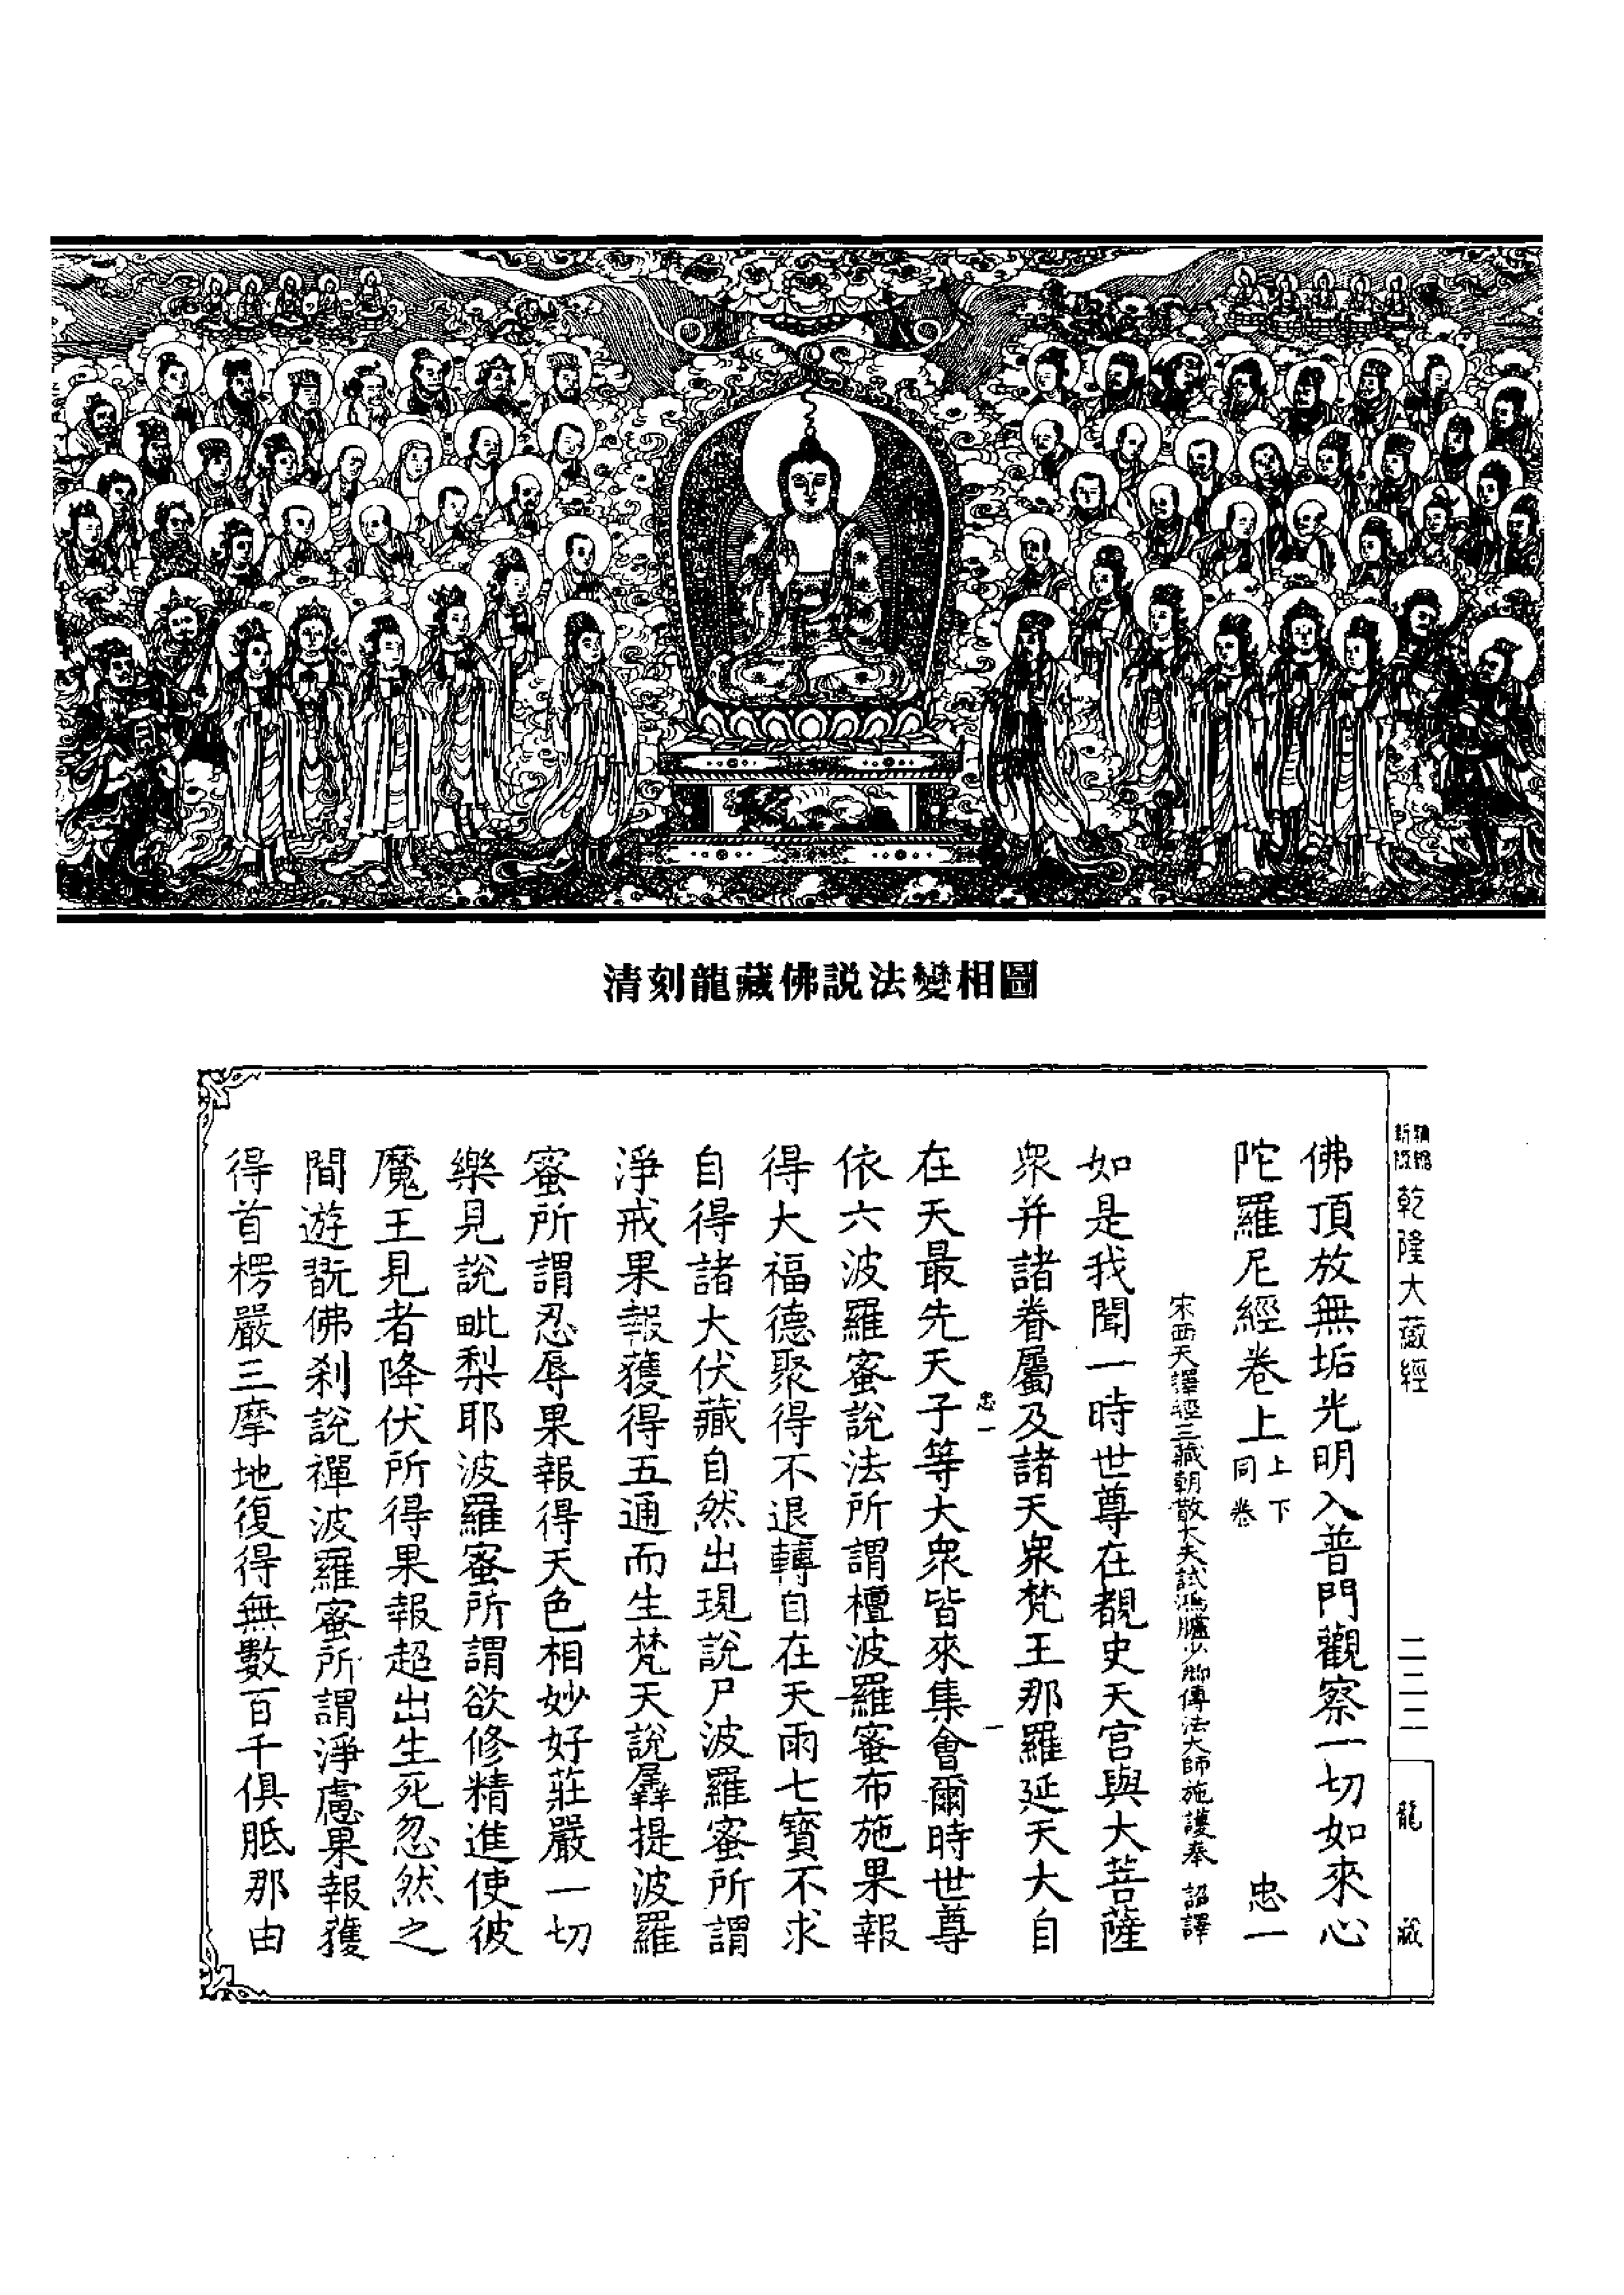 清刻龍藏佛説法變相圖
乾隆大藏經
二二二
龍藏
佛頂放無垢光明入普門觀察一切如來心
陀羅尼經卷上 上下同卷 忠一
宋西天譯經三藏朝散大夫試鴻臚少卿傳法大師施護奉 詔譯
如是我聞一時世尊在覩史天宮與大菩薩
衆并諸眷屬及諸天衆梵王那羅延天大自
忠一 一
在天最先天子等大衆皆來集會爾時世尊
依六波羅蜜說法所謂檀波羅蜜布施果報
得大福德聚得不退轉自在天雨七寶不求
自得諸大伏藏自然出現說尸波羅蜜所謂
淨戒果報獲得五通而生梵天說羼提波羅
蜜所謂忍辱果報得天色相妙好莊嚴一切
樂見說毗梨耶波羅蜜所謂欲修精進使彼
魔王見者降伏所得果報超出生死忽然之
間遊翫佛刹說禪波羅蜜所謂淨慮果報獲
得首楞嚴三摩地復得無數百千俱胝那由